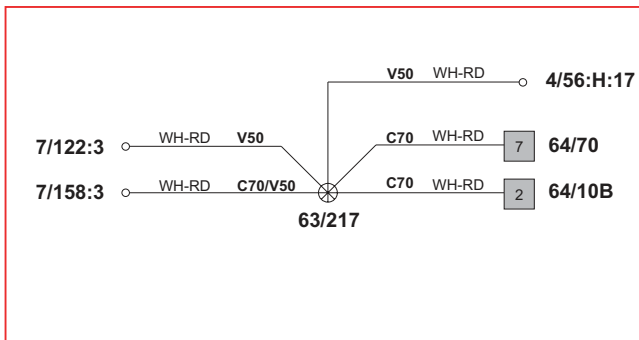 V50 WH-RD 4/56:H:17
7/122:3 WH-RD V50 C70 WH-RD 7 64/70
7/158:3 WH-RD C70/V50 C70 WH-RD 2 64/10B
63/217